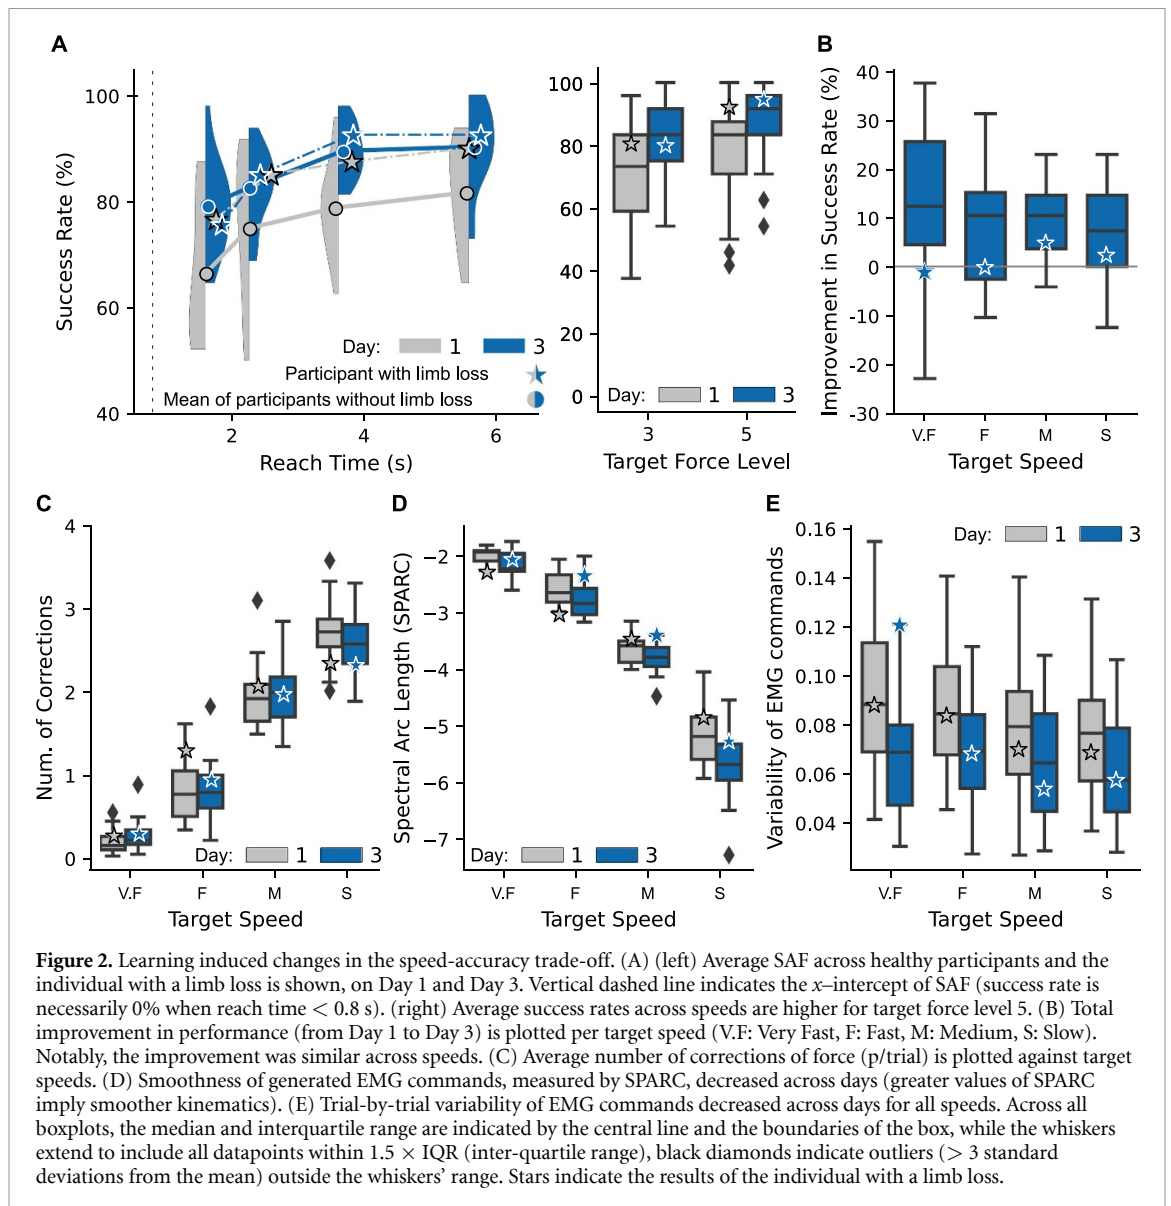 A
Success Rate (%)
100
80
60
40
2
4
6
Reach Time (s)
Day: 1 3
Participant with limb loss
Mean of participants without limb loss
100
80
60
40
20
0
Day: 1 3
3
5
Target Force Level
B
Improvement in Success Rate (%)
40
30
20
10
0
-10
-20
-30
V.F
F
M
S
Target Speed
C
Num. of Corrections
4
3
2
1
0
Day: 1 3
V.F
F
M
S
Target Speed
D
Spectral Arc Length (SPARC)
−2
−3
−4
−5
−6
−7
Day: 1 3
V.F
F
M
S
Target Speed
E
Variability of EMG commands
0.16
0.14
0.12
0.10
0.08
0.06
0.04
Day: 1 3
V.F
F
M
S
Target Speed
Figure 2. Learning induced changes in the speed-accuracy trade-off. (A) (left) Average SAF across healthy participants and the
individual with a limb loss is shown, on Day 1 and Day 3. Vertical dashed line indicates the x–intercept of SAF (success rate is
necessarily 0% when reach time < 0.8 s). (right) Average success rates across speeds are higher for target force level 5. (B) Total
improvement in performance (from Day 1 to Day 3) is plotted per target speed (V.F: Very Fast, F: Fast, M: Medium, S: Slow).
Notably, the improvement was similar across speeds. (C) Average number of corrections of force (p/trial) is plotted against target
speeds. (D) Smoothness of generated EMG commands, measured by SPARC, decreased across days (greater values of SPARC
imply smoother kinematics). (E) Trial-by-trial variability of EMG commands decreased across days for all speeds. Across all
boxplots, the median and interquartile range are indicated by the central line and the boundaries of the box, while the whiskers
extend to include all datapoints within 1.5 × IQR (inter-quartile range), black diamonds indicate outliers (> 3 standard
deviations from the mean) outside the whiskers' range. Stars indicate the results of the individual with a limb loss.